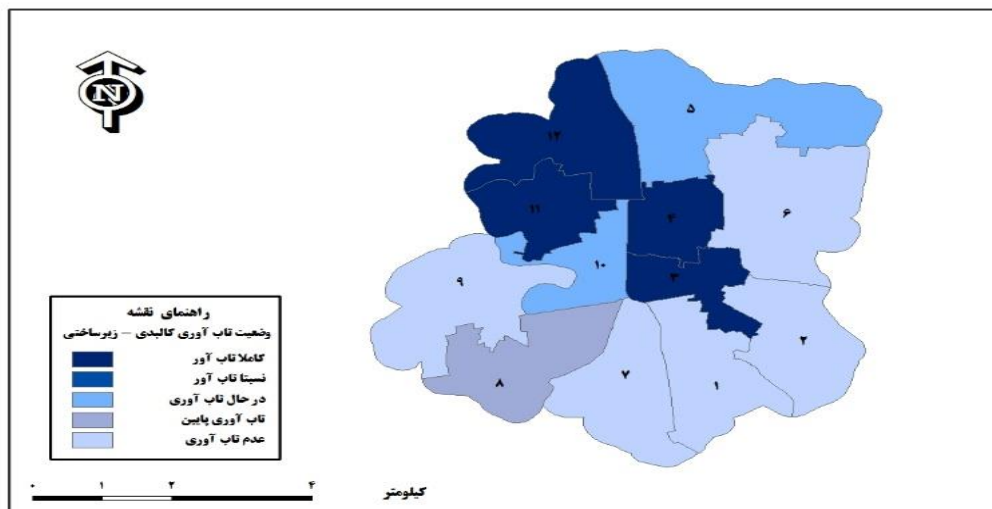 N
۵
۱۲
۶
۴
۱۱
۱۰
۳
۹
۲
۸
۷
۱
راهنمای نقشه
وضعیت تاب آوری کالبدی – زیرساختی
کاملا تاب آور
نسبتا تاب آور
در حال تاب آوری
تاب آوری پایین
عدم تاب آوری
۰ ۱ ۲ ۴
کیلومتر